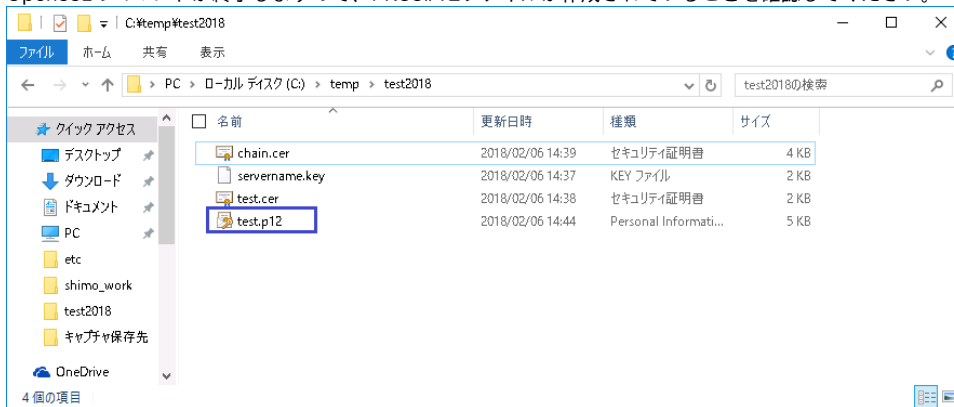 C:¥temp¥test2018
ファイル ホーム 共有 表示
PC > ローカル ディスク (C:) > temp > test2018
test2018の検索
クイック アクセス
デスクトップ
ダウンロード
ドキュメント
PC
etc
shimo_work
test2018
キャプチャ保存先
OneDrive
名前 更新日時 種類 サイズ
chain.cer 2018/02/06 14:39 セキュリティ証明書 4 KB
servername.key 2018/02/06 14:37 KEY ファイル 2 KB
test.cer 2018/02/06 14:38 セキュリティ証明書 2 KB
test.p12 2018/02/06 14:44 Personal Informati... 5 KB
4 個の項目